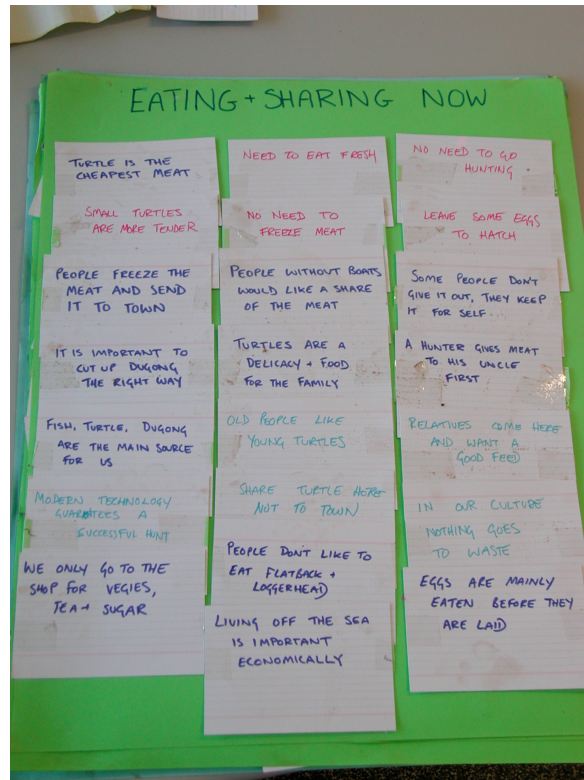 EATING + SHARING NOW
TURTLE IS THE
CHEAPEST MEAT
SMALL TURTLES
ARE MORE TENDER
PEOPLE FREEZE THE
MEAT AND SEND
IT TO TOWN
IT IS IMPORTANT TO
CUT UP DUGONG
THE RIGHT WAY
FISH, TURTLE, DUGONG
ARE THE MAIN SOURCE
FOR US
MODERN TECHNOLOGY
GUARANTEES A
SUCCESSFUL HUNT
WE ONLY GO TO THE
SHOP FOR VEGIES,
TEA + SUGAR
NEED TO EAT FRESH
NO NEED TO
FREEZE MEAT
PEOPLE WITHOUT BOATS
WOULD LIKE A SHARE
OF THE MEAT
TURTLES ARE A
DELICACY + FOOD
FOR THE FAMILY
OLD PEOPLE LIKE
YOUNG TURTLES
SHARE TURTLE HERE
NOT TO TOWN
PEOPLE DON'T LIKE TO
EAT FLATBACK +
LOGGERHEAD
LIVING OFF THE SEA
IS IMPORTANT
ECONOMICALLY
NO NEED TO GO
HUNTING
LEAVE SOME EGGS
TO HATCH
SOME PEOPLE DON'T
GIVE IT OUT, THEY KEEP
IT FOR SELF
A HUNTER GIVES MEAT
TO HIS UNCLE
FIRST
RELATIVES COME HERE
AND WANT A
GOOD FEED
IN OUR CULTURE
NOTHING GOES
TO WASTE
EGGS ARE MAINLY
EATEN BEFORE THEY
ARE LAID